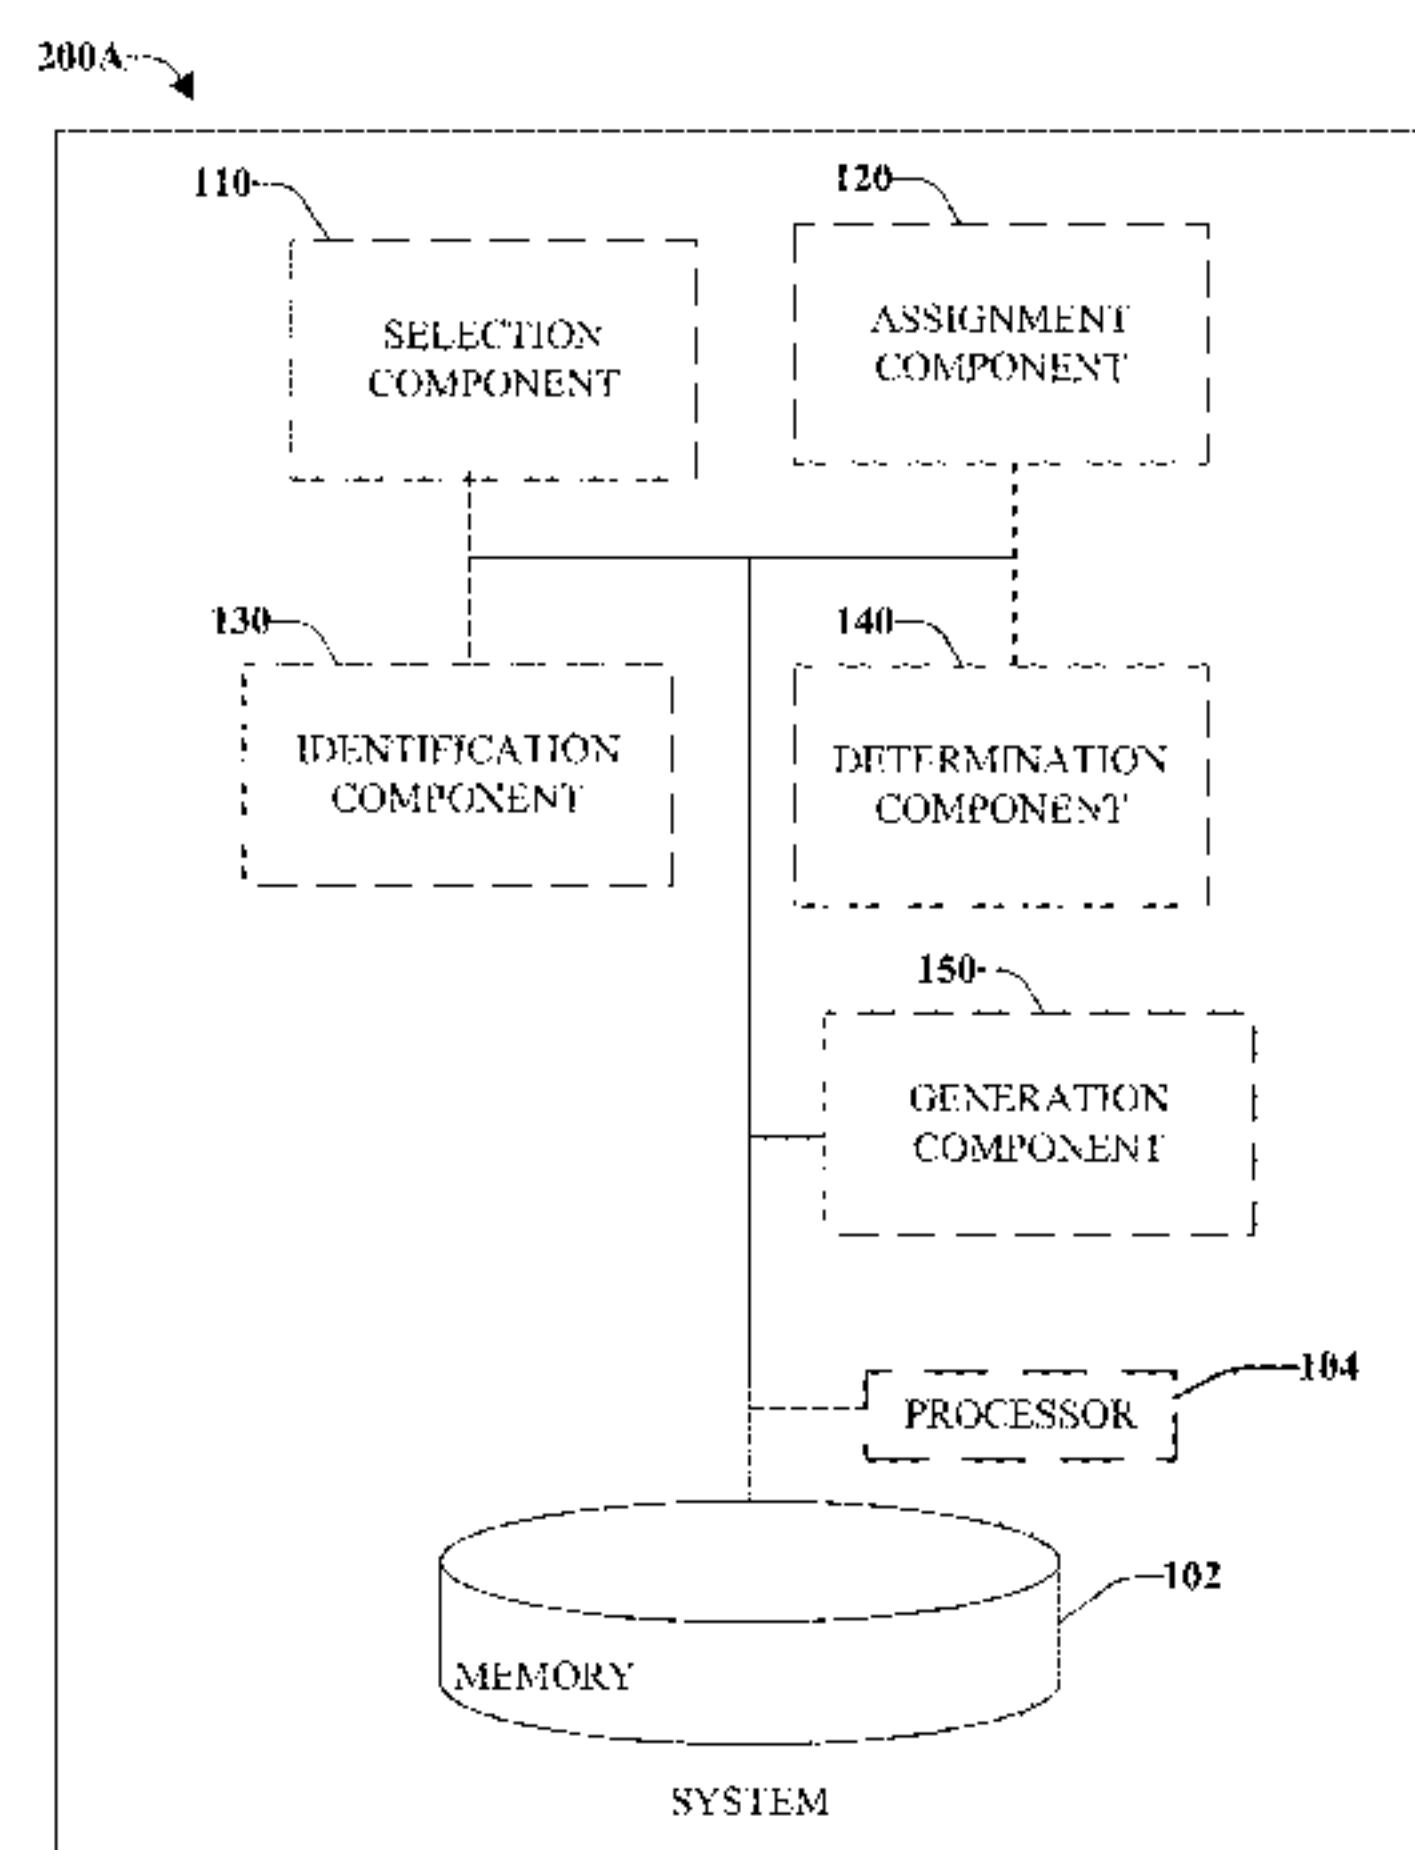 200A
110
120
SELECTION
COMPONENT
ASSIGNMENT
COMPONENT
130
140
IDENTIFICATION
COMPONENT
DETERMINATION
COMPONENT
150
GENERATION
COMPONENT
104
PROCESSOR
102
MEMORY
SYSTEM